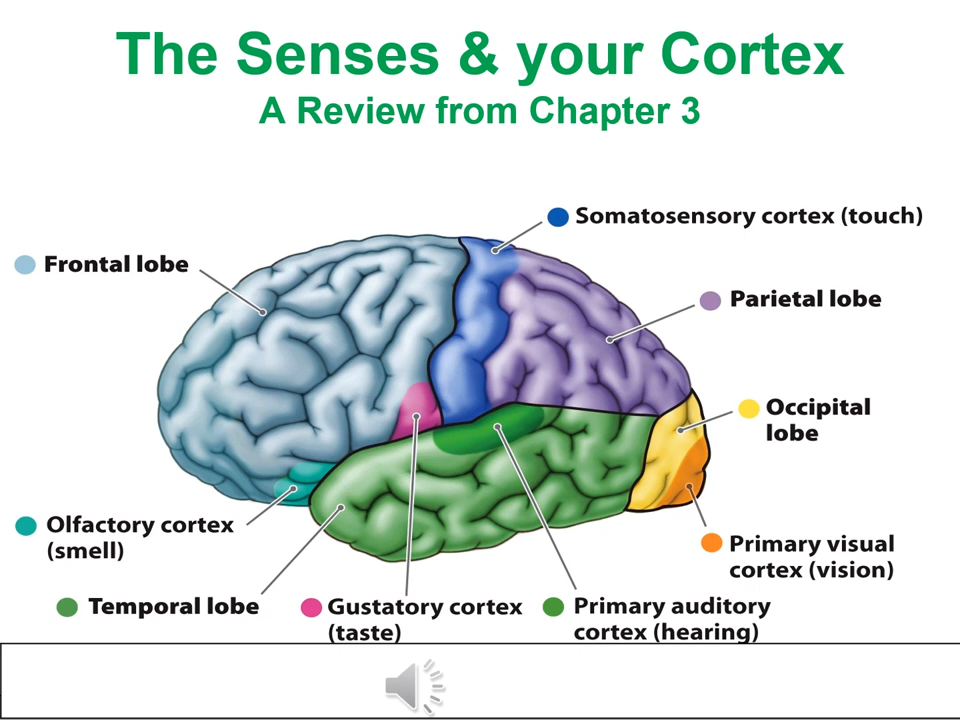 The Senses & your Cortex
A Review from Chapter 3
Somatosensory cortex (touch)
Frontal lobe
Parietal lobe
Occipital
lobe
Olfactory cortex
(smell)
Primary visual
cortex (vision)
Temporal lobe
Gustatory cortex
(taste)
Primary auditory
cortex (hearing)